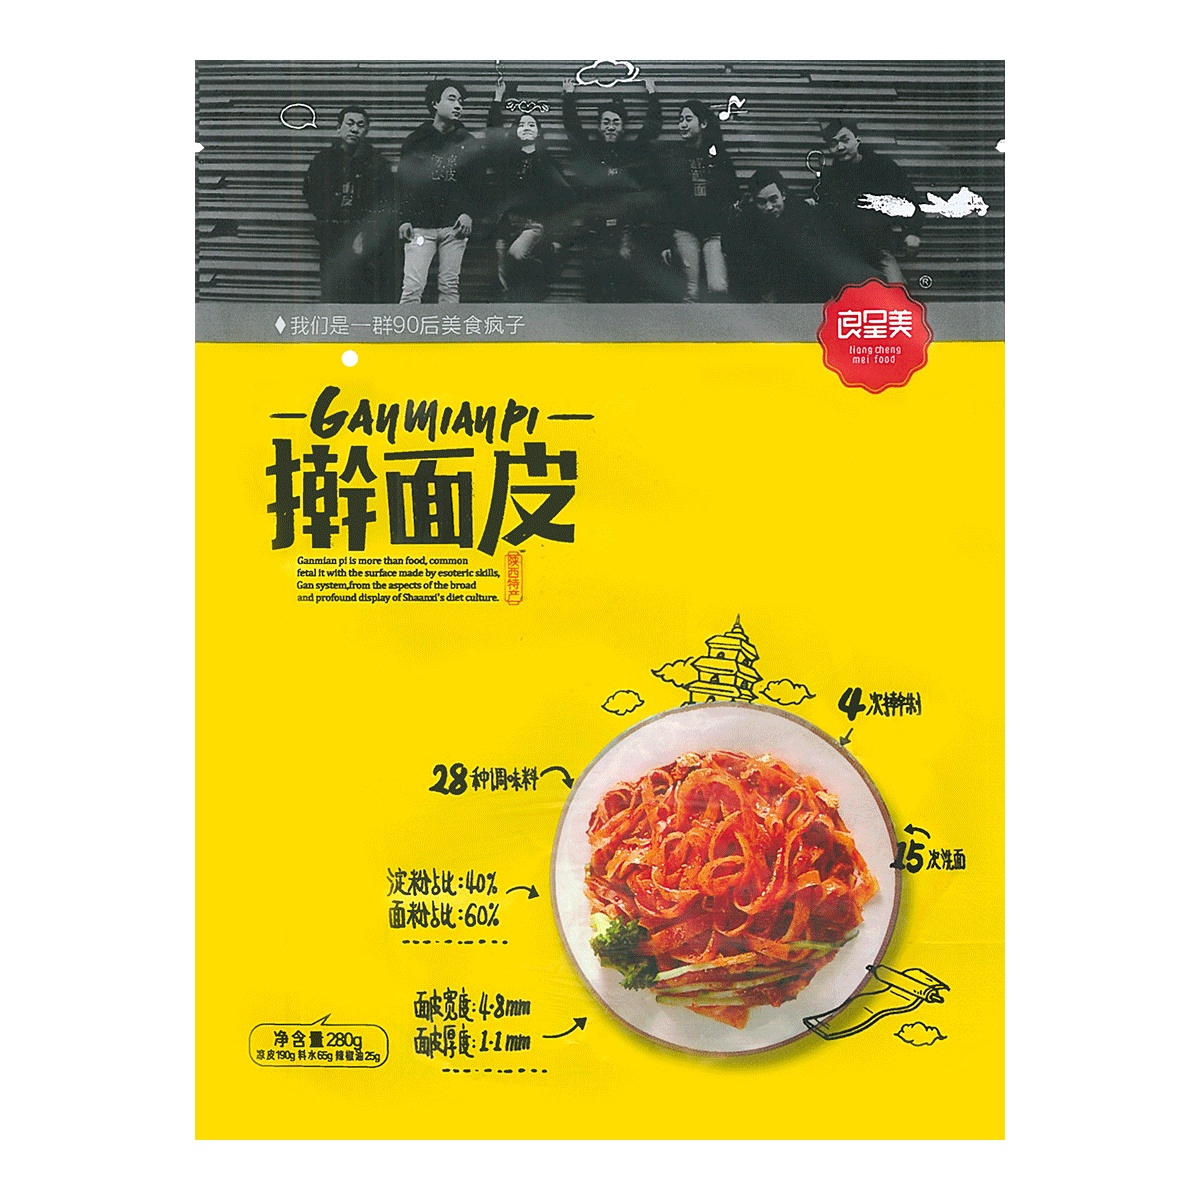 ®
良呈美
liang cheng
mei food
我们是一群90后美食疯子
GANMIANPI
擀面皮
Ganmian pi is more than food, common
fetal it with the surface made by esoteric skills,
Gan system,from the aspects of the broad
and profound display of Shaanxi's diet culture.
陕西特产
4次擀制
28种调味料
15次洗面
淀粉占比:40%
面粉占比:60%
面皮宽度:4·8mm
面皮厚度:1·1mm
净含量280g
凉皮190g 料水65g 辣椒油25g